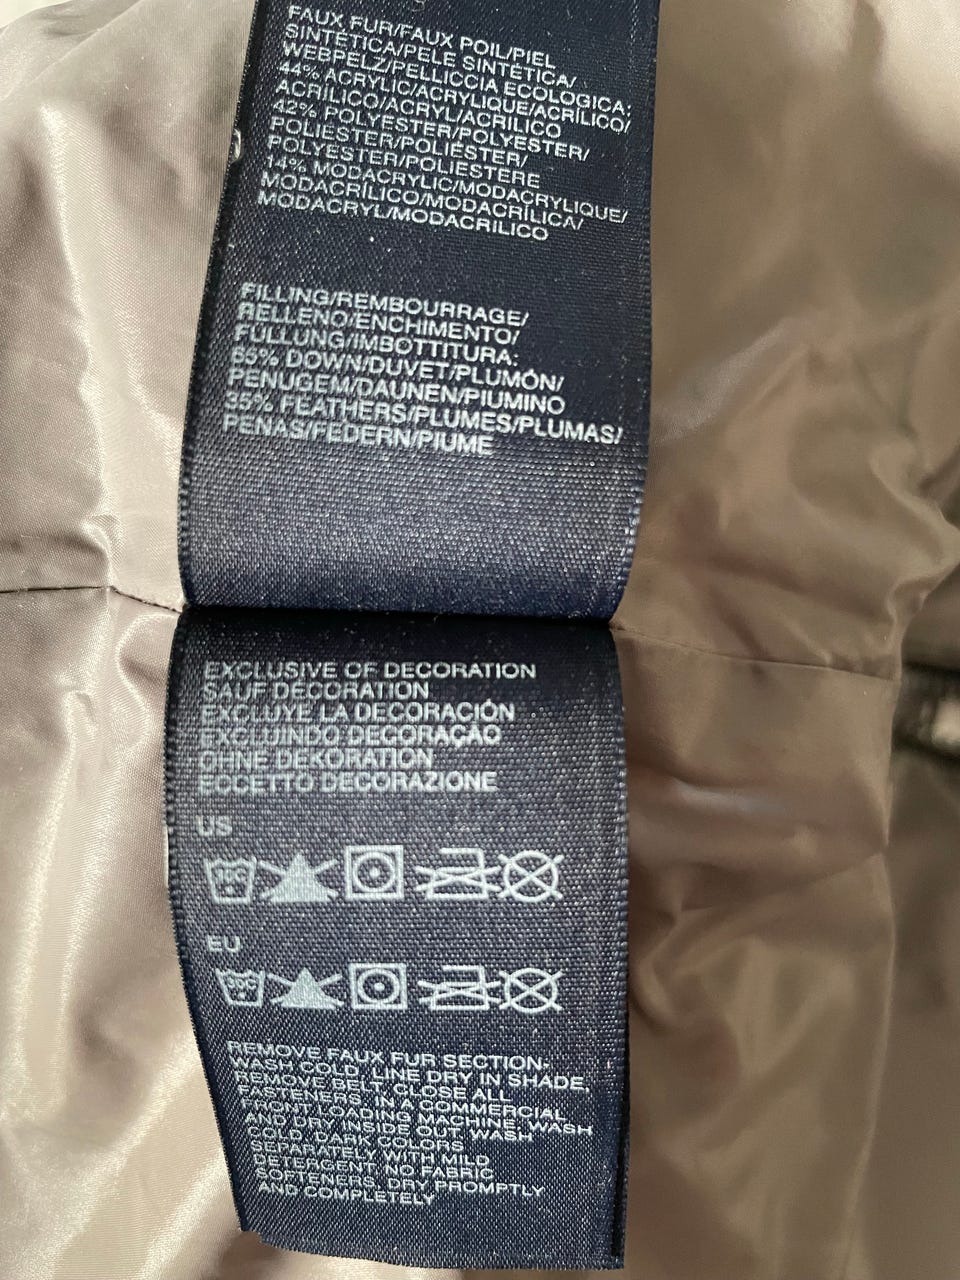 FAUX FUR/FAUX POIL/PIEL
SINTÉTICA/PELE SINTÉTICA/
WEBPELZ/PELLICCIA ECOLOGICA:
44% ACRYLIC/ACRYLIQUE/ACRÍLICO/
ACRÍLICO/ACRYL/ACRILICO
42% POLYESTER/POLYESTER/
POLIÉSTER/POLIÉSTER/
POLYESTER/POLIESTERE
14% MODACRYLIC/MODACRYLIQUE/
MODACRÍLICO/MODACRÍLICA/
MODACRYL/MODACRILICO
FILLING/REMBOURRAGE/
RELLENO/ENCHIMENTO/
FÜLLUNG/IMBOTTITURA:
65% DOWN/DUVET/PLUMÓN/
PENUGEM/DAUNEN/PIUMINO
35% FEATHERS/PLUMES/PLUMAS/
PENAS/FEDERN/PIUME
EXCLUSIVE OF DECORATION
SAUF DÉCORATION
EXCLUYE LA DECORACIÓN
EXCLUINDO DECORAÇÃO
OHNE DEKORATION
ECCETTO DECORAZIONE
US
EU
REMOVE FAUX FUR SECTION:
WASH COLD. LINE DRY IN SHADE.
REMOVE BELT, CLOSE ALL
FASTENERS. IN A COMMERCIAL
FRONT LOADING MACHINE, WASH
AND DRY INSIDE OUT. WASH
COLD. DARK COLORS
SEPARATELY WITH MILD
DETERGENT. NO FABRIC
SOFTENERS. DRY PROMPTLY
AND COMPLETELY